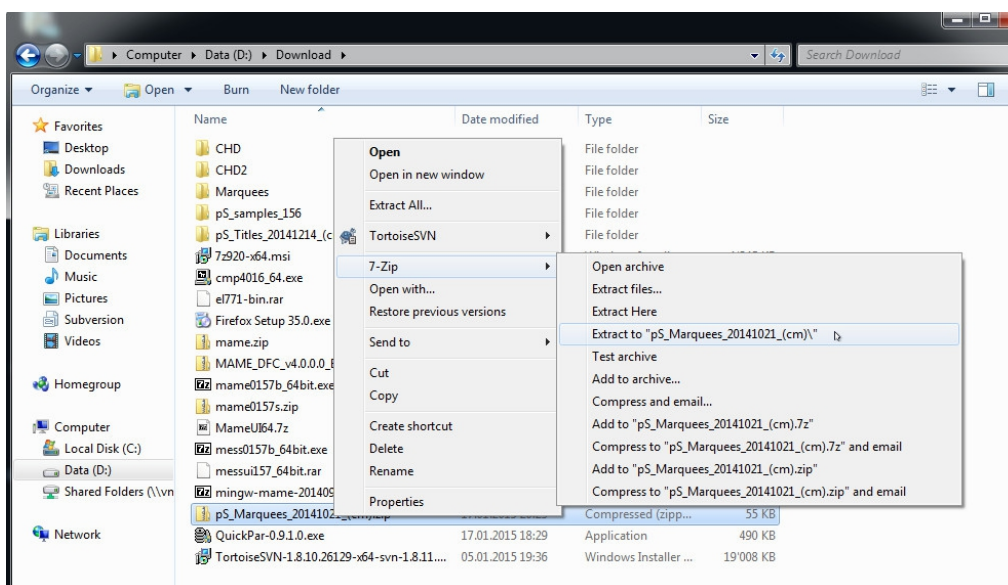 Computer ▸ Data (D:) ▸ Download ▸
Search Download
Organize Open Burn New folder
Name Date modified Type Size
Favorites
Desktop
Downloads
Recent Places
Libraries
Documents
Music
Pictures
Subversion
Videos
Homegroup
Computer
Local Disk (C:)
Data (D:)
Shared Folders (\\vn
Network
CHD File folder
CHD2 File folder
Marquees File folder
pS_samples_156 File folder
pS_Titles_20141214_(c File folder
7z920-x64.msi
cmp4016_64.exe
el771-bin.rar
Firefox Setup 35.0.exe
mame.zip
MAME_DFC_v4.0.0.0_
mame0157b_64bit.exe
mame0157s.zip
MameUI64.7z
mess0157b_64bit.exe
messui157_64bit.rar
mingw-mame-201409
pS_Marquees_20141021_(cm).zip Compressed (zipp... 55 KB
QuickPar-0.9.1.0.exe 17.01.2015 18:29 Application 490 KB
TortoiseSVN-1.8.10.26129-x64-svn-1.8.11.... 05.01.2015 19:36 Windows Installer ... 19'008 KB
Open
Open in new window
Extract All...
TortoiseSVN
7-Zip
Open with...
Restore previous versions
Send to
Cut
Copy
Create shortcut
Delete
Rename
Properties
Open archive
Extract files...
Extract Here
Extract to "pS_Marquees_20141021_(cm)\"
Test archive
Add to archive...
Compress and email...
Add to "pS_Marquees_20141021_(cm).7z"
Compress to "pS_Marquees_20141021_(cm).7z" and email
Add to "pS_Marquees_20141021_(cm).zip"
Compress to "pS_Marquees_20141021_(cm).zip" and email